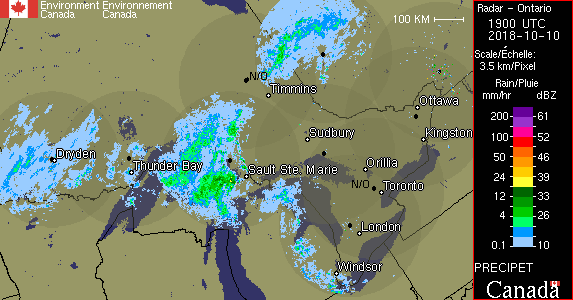 Environment Environnement
Canada Canada
100 KM
N/O
Timmins
Ottawa
Sudbury
Kingston
Dryden
Thunder Bay
Sault Ste. Marie
Orillia
N/O
Toronto
London
Windsor
Radar - Ontario
1900 UTC
2018-10-10
Scale/Échelle:
3.5 km/Pixel
Rain/Pluie
mm/hr dBZ
200 61
100 52
50 46
24 39
12 33
4 26
0.1 10
PRECIPET
Canada